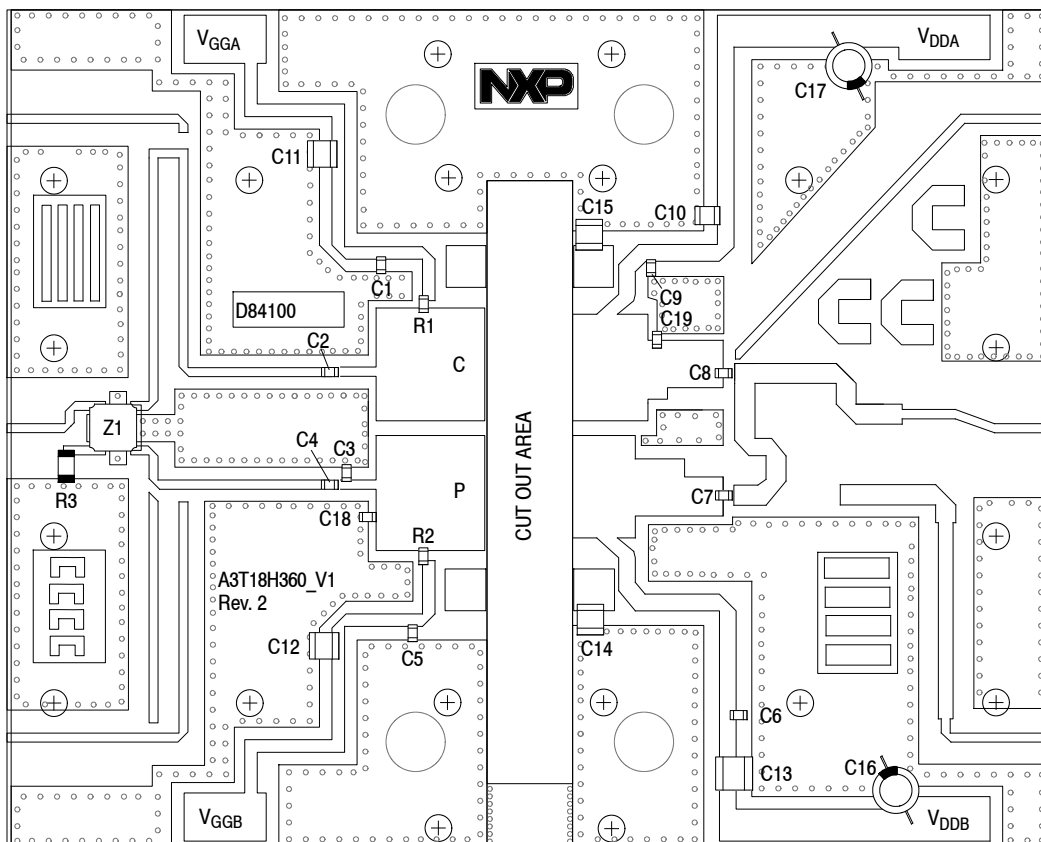 VGGA
VDDA
NXP
C17
C11
C15
C10
C1
C9
D84100
R1
C19
C2
C
C8
Z1
C4
C3
P
C7
R3
C18
R2
CUT OUT AREA
A3T18H360_V1
Rev. 2
C12
C5
C14
C6
C13
C16
VGGB
VDDB